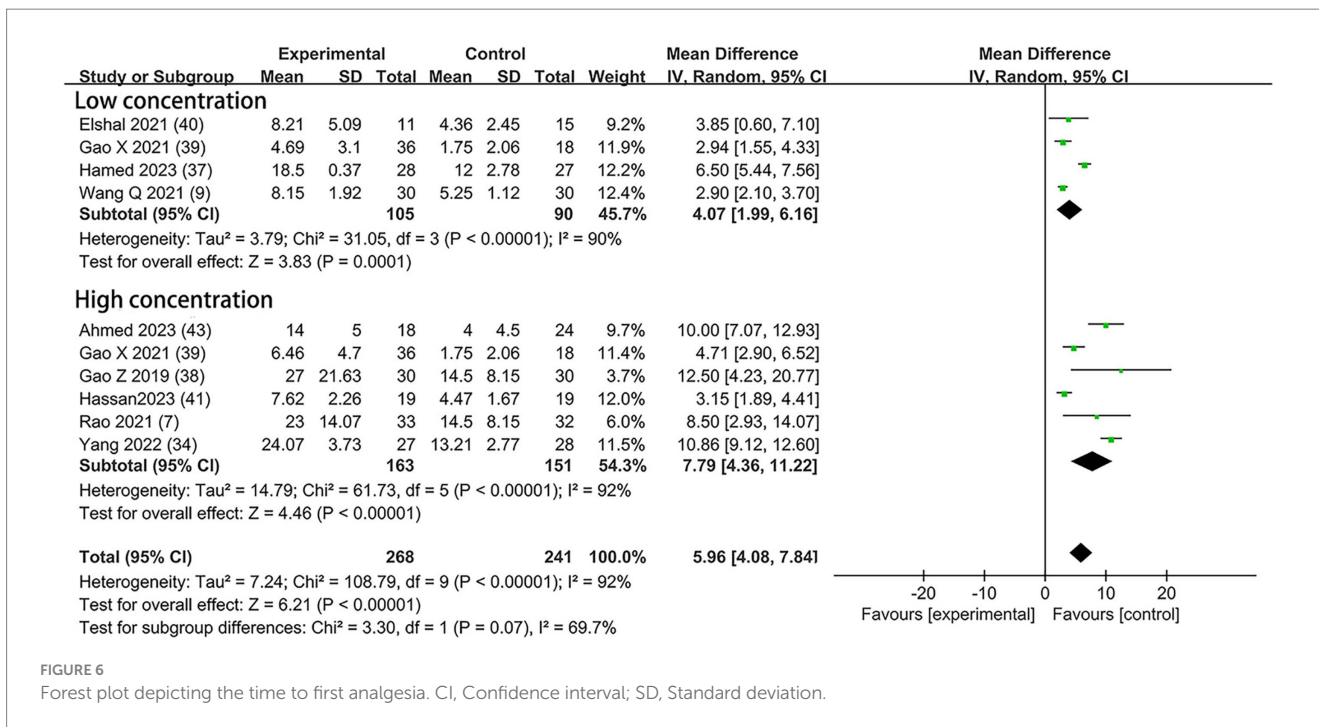 Experimental Control Mean Difference Mean Difference
Study or Subgroup Mean SD Total Mean SD Total Weight IV, Random, 95% CI IV, Random, 95% CI
Low concentration
Elshal 2021 (40) 8.21 5.09 11 4.36 2.45 15 9.2% 3.85 [0.60, 7.10]
Gao X 2021 (39) 4.69 3.1 36 1.75 2.06 18 11.9% 2.94 [1.55, 4.33]
Hamed 2023 (37) 18.5 0.37 28 12 2.78 27 12.2% 6.50 [5.44, 7.56]
Wang Q 2021 (9) 8.15 1.92 30 5.25 1.12 30 12.4% 2.90 [2.10, 3.70]
Subtotal (95% CI) 105 90 45.7% 4.07 [1.99, 6.16]
Heterogeneity: Tau² = 3.79; Chi² = 31.05, df = 3 (P < 0.00001); I² = 90%
Test for overall effect: Z = 3.83 (P = 0.0001)
High concentration
Ahmed 2023 (43) 14 5 18 4 4.5 24 9.7% 10.00 [7.07, 12.93]
Gao X 2021 (39) 6.46 4.7 36 1.75 2.06 18 11.4% 4.71 [2.90, 6.52]
Gao Z 2019 (38) 27 21.63 30 14.5 8.15 30 3.7% 12.50 [4.23, 20.77]
Hassan2023 (41) 7.62 2.26 19 4.47 1.67 19 12.0% 3.15 [1.89, 4.41]
Rao 2021 (7) 23 14.07 33 14.5 8.15 32 6.0% 8.50 [2.93, 14.07]
Yang 2022 (34) 24.07 3.73 27 13.21 2.77 28 11.5% 10.86 [9.12, 12.60]
Subtotal (95% CI) 163 151 54.3% 7.79 [4.36, 11.22]
Heterogeneity: Tau² = 14.79; Chi² = 61.73, df = 5 (P < 0.00001); I² = 92%
Test for overall effect: Z = 4.46 (P < 0.00001)
Total (95% CI) 268 241 100.0% 5.96 [4.08, 7.84]
Heterogeneity: Tau² = 7.24; Chi² = 108.79, df = 9 (P < 0.00001); I² = 92%
Test for overall effect: Z = 6.21 (P < 0.00001)
Test for subgroup differences: Chi² = 3.30, df = 1 (P = 0.07), I² = 69.7%
-20 -10 0 10 20
Favours [experimental] Favours [control]
FIGURE 6
Forest plot depicting the time to first analgesia. CI, Confidence interval; SD, Standard deviation.